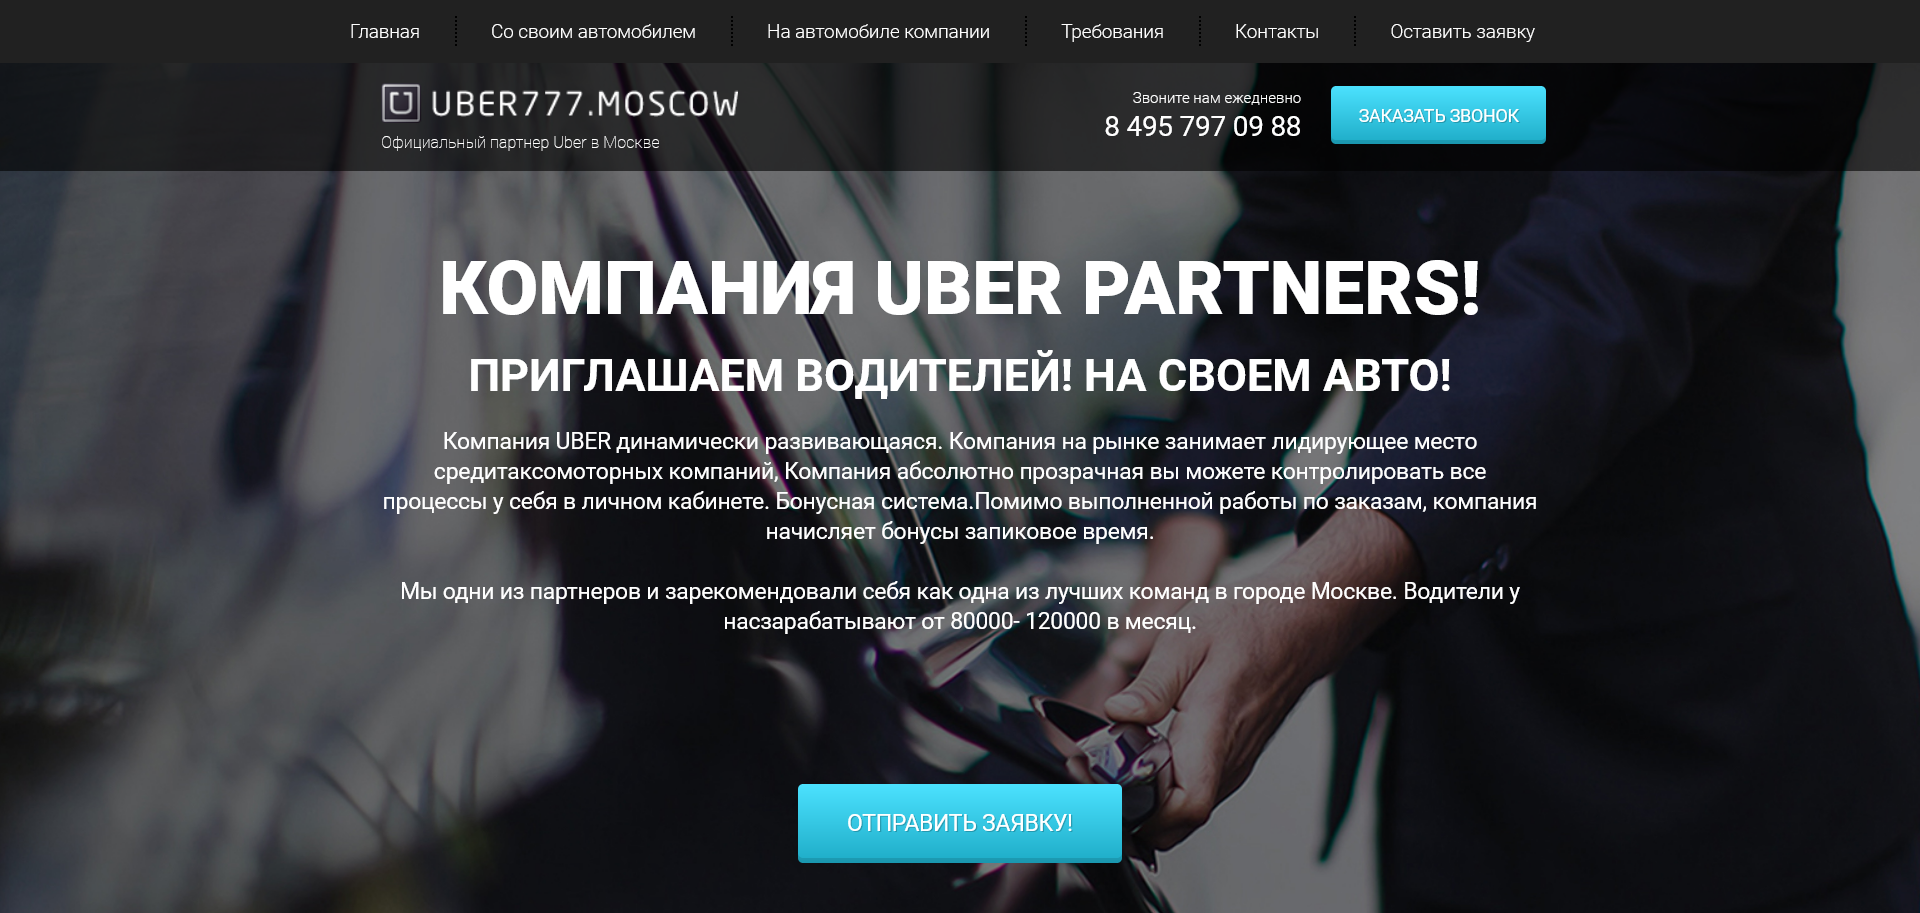 Главная
Со своим автомобилем
На автомобиле компании
Требования
Контакты
Оставить заявку
UBER777.MOSCOW
Официальный партнер Uber в Москве
Звоните нам ежедневно
8 495 797 09 88
ЗАКАЗАТЬ ЗВОНОК
КОМПАНИЯ UBER PARTNERS!
ПРИГЛАШАЕМ ВОДИТЕЛЕЙ! НА СВОЕМ АВТО!
Компания UBER динамически развивающаяся. Компания на рынке занимает лидирующее место
средитаксомоторных компаний, Компания абсолютно прозрачная вы можете контролировать все
процессы у себя в личном кабинете. Бонусная система.Помимо выполненной работы по заказам, компания
начисляет бонусы запиковое время.
Мы одни из партнеров и зарекомендовали себя как одна из лучших команд в городе Москве. Водители у
насзарабатывают от 80000- 120000 в месяц.
ОТПРАВИТЬ ЗАЯВКУ!